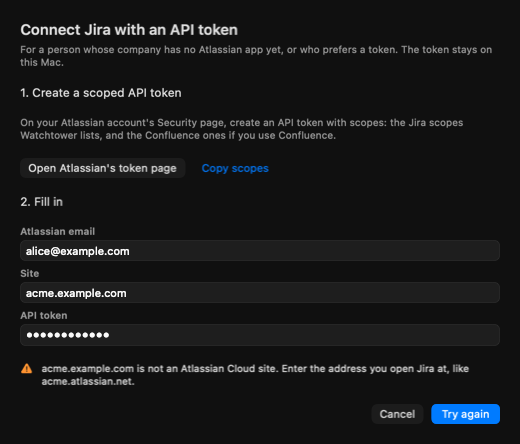 Connect Jira with an API token
For a person whose company has no Atlassian app yet, or who prefers a token. The token stays on
this Mac.
1. Create a scoped API token
On your Atlassian account's Security page, create an API token with scopes: the Jira scopes
Watchtower lists, and the Confluence ones if you use Confluence.
Open Atlassian's token page
Copy scopes
2. Fill in
Atlassian email
alice@example.com
Site
acme.example.com
API token
●●●●●●●●●●●●
acme.example.com is not an Atlassian Cloud site. Enter the address you open Jira at, like
acme.atlassian.net.
Cancel
Try again